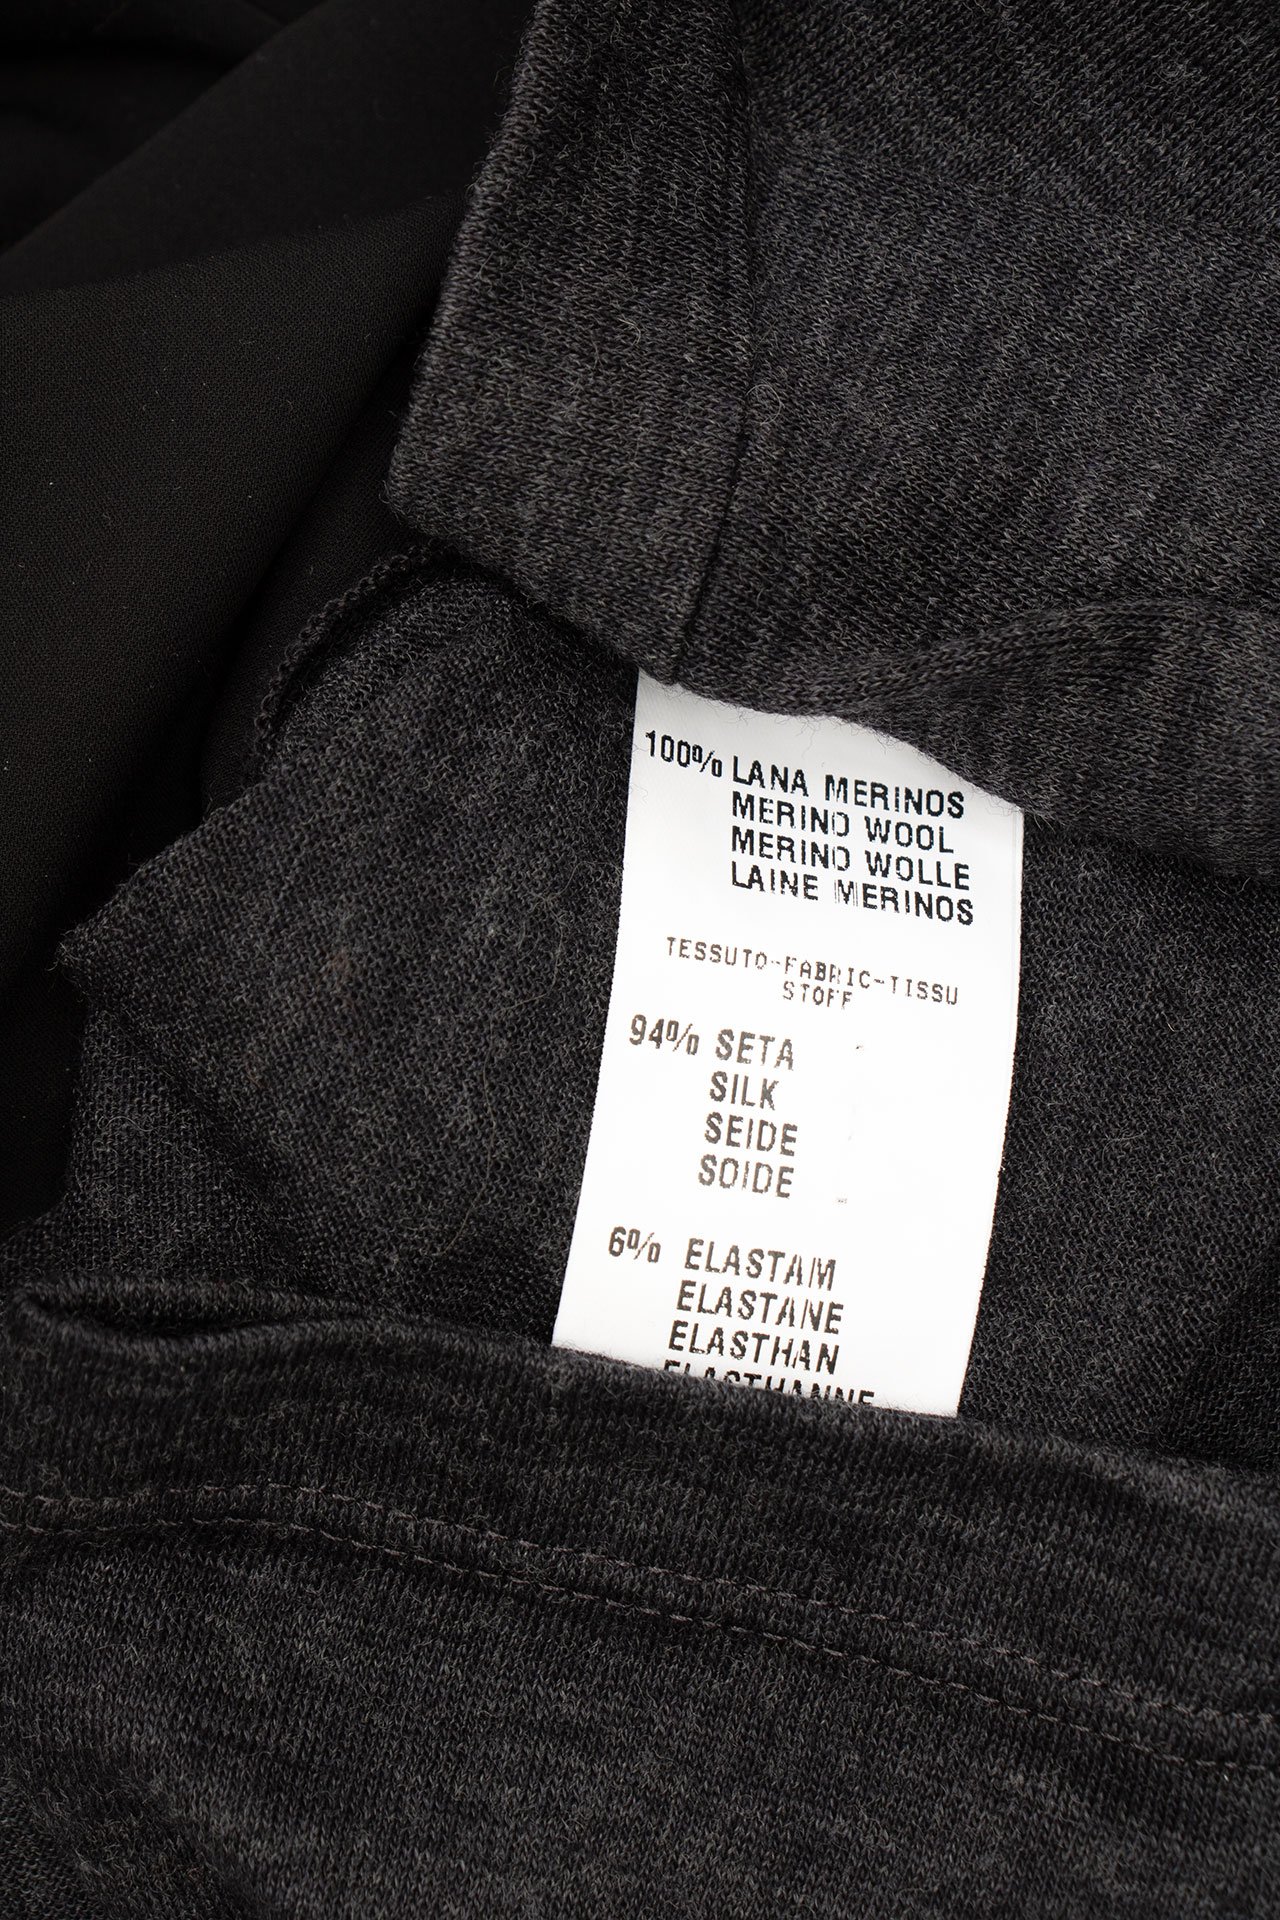 100% LANA MERINOS
MERINO WOOL
MERINO WOLLE
LAINE MERINOS
TESSUTO-FABRIC-TISSU
STOFF
94% SETA
SILK
SEIDE
SOIDE
6% ELASTAM
ELASTANE
ELASTHAN
ELASTHANNE